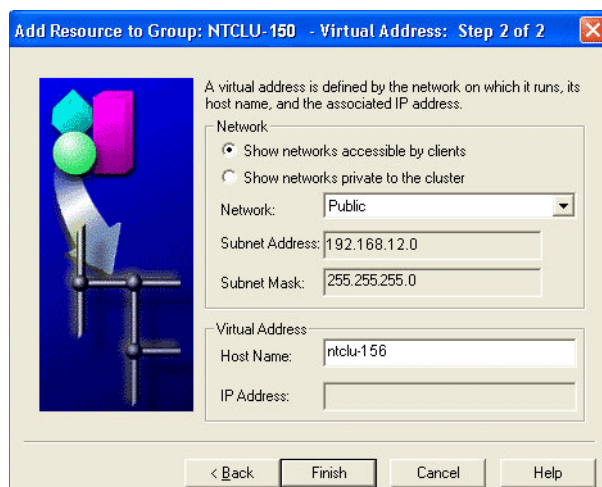 Add Resource to Group: NTCLU-150 - Virtual Address: Step 2 of 2
A virtual address is defined by the network on which it runs, its
host name, and the associated IP address.
Network
Show networks accessible by clients
Show networks private to the cluster
Network: Public
Subnet Address: 192.168.12.0
Subnet Mask: 255.255.255.0
Virtual Address
Host Name: ntclu-156
IP Address:
< Back Finish Cancel Help